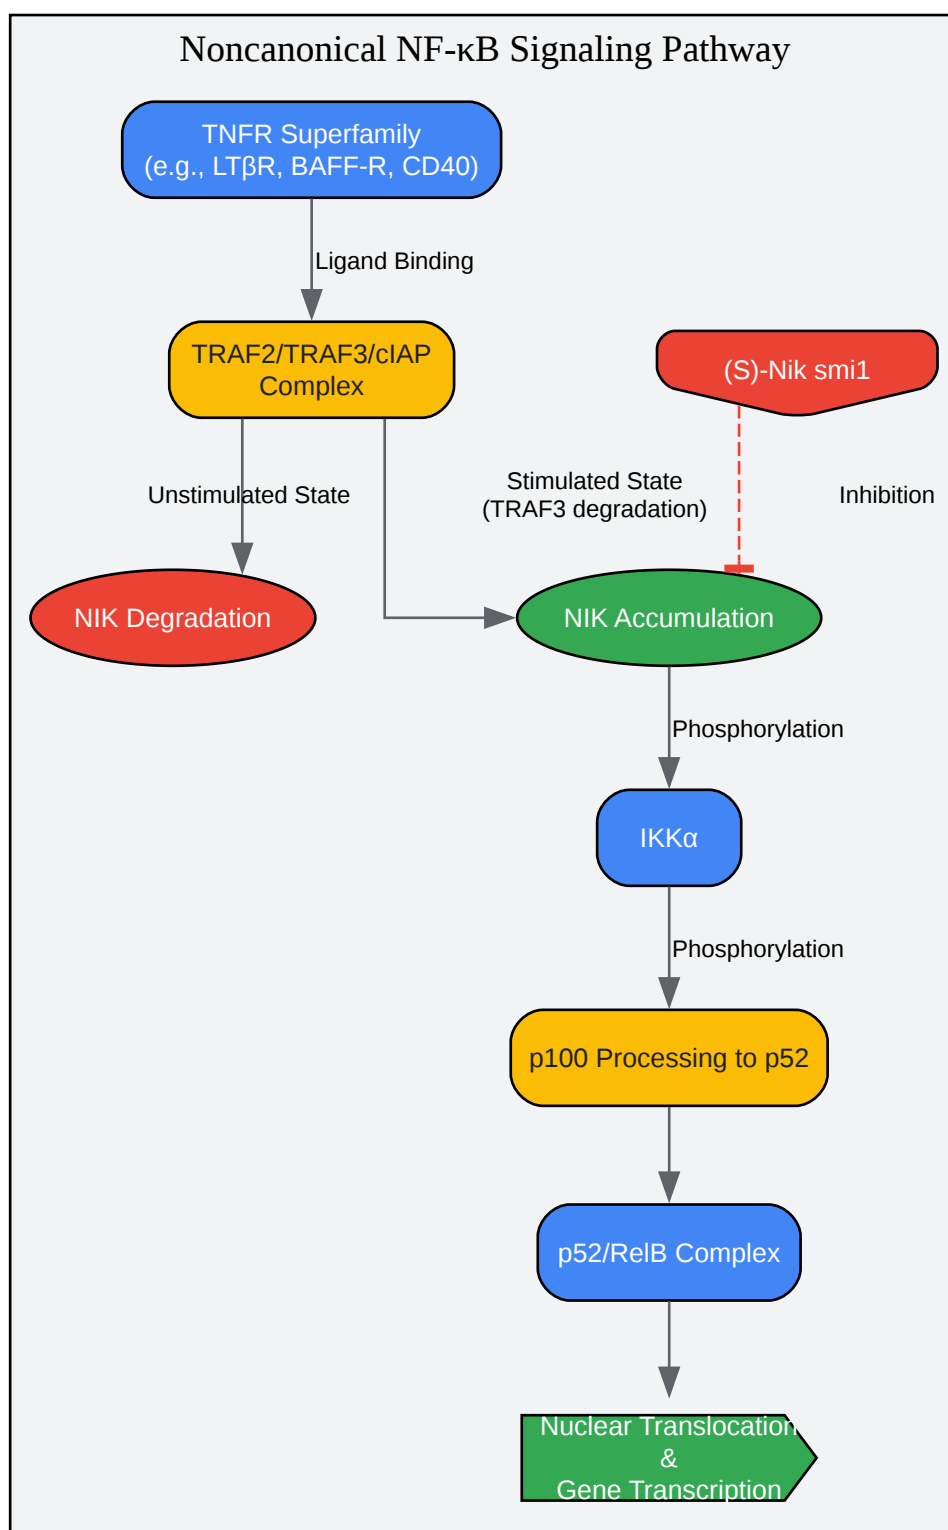 Noncanonical NF-κB Signaling Pathway
TNFR Superfamily
(e.g., LTβR, BAFF-R, CD40)
Ligand Binding
TRAF2/TRAF3/cIAP
Complex
(S)-Nik smi1
Unstimulated State
Stimulated State
(TRAF3 degradation)
Inhibition
NIK Degradation
NIK Accumulation
Phosphorylation
IKKα
Phosphorylation
p100 Processing to p52
p52/RelB Complex
Nuclear Translocation
&
Gene Transcription